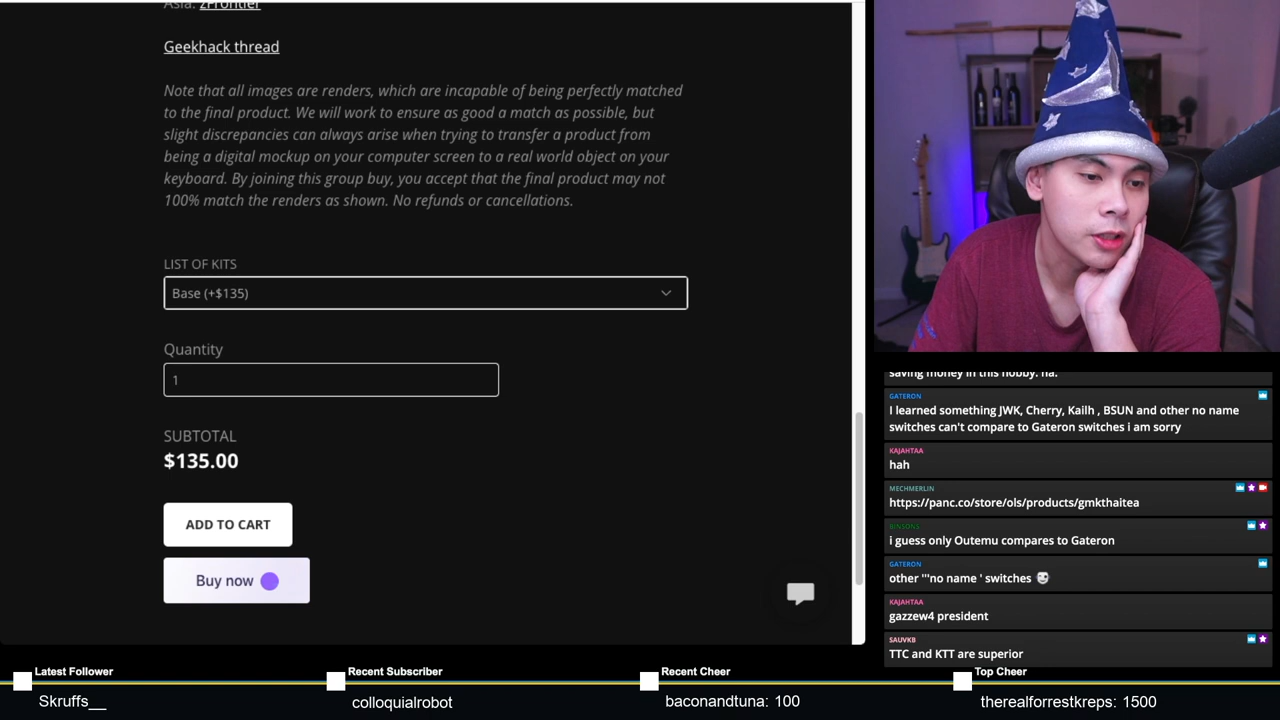 Asia: zFrontier
Geekhack thread
Note that all images are renders, which are incapable of being perfectly matched
to the final product. We will work to ensure as good a match as possible, but
slight discrepancies can always arise when trying to transfer a product from
being a digital mockup on your computer screen to a real world object on your
keyboard. By joining this group buy, you accept that the final product may not
100% match the renders as shown. No refunds or cancellations.
LIST OF KITS
Base (+$135)
Quantity
1
SUBTOTAL
$135.00
ADD TO CART
Buy now
saving money in this hobby. ha.
GATERON
I learned something JWK, Cherry, Kailh , BSUN and other no name
switches can't compare to Gateron switches i am sorry
KAJAHTAA
hah
MECHMERLIN
https://panc.co/store/ols/products/gmkthaitea
BINSONS
i guess only Outemu compares to Gateron
GATERON
other '''no name ' switches
KAJAHTAA
gazzew4 president
SAUVKB
TTC and KTT are superior
Latest Follower
Skruffs__
Recent Subscriber
colloquialrobot
Recent Cheer
baconandtuna: 100
Top Cheer
therealforrestkreps: 1500